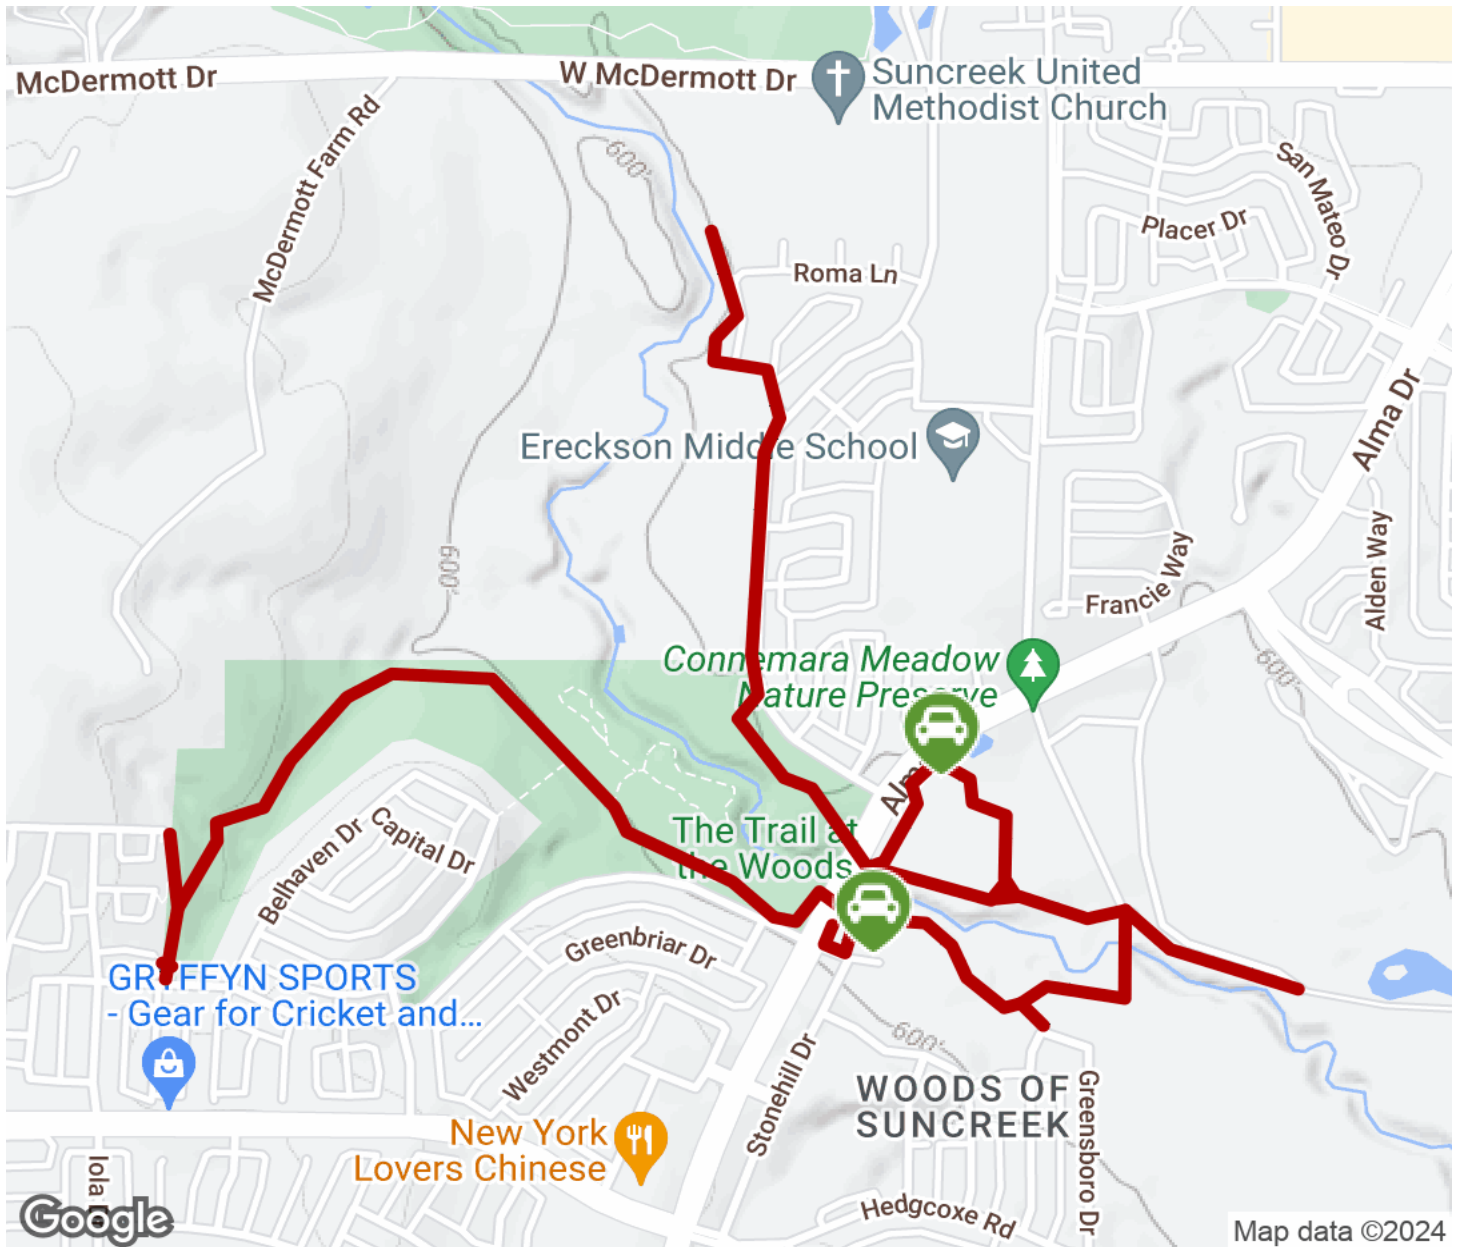 McDermott Dr
W McDermott Dr
Suncreek United
Methodist Church
McDermott Farm Rd
600'
San Mateo Dr
Placer Dr
Roma Ln
Alma Dr
Ereckson Middle School
600'
Francie Way
Alden Way
Connemara Meadow
Nature Preserve
600'
Alm
The Trail at
the Woods
Capital Dr
Belhaven Dr
Greenbriar Dr
GRYFFYN SPORTS
- Gear for Cricket and...
Westmont Dr
600'
Stonehill Dr
WOODS OF
SUNCREEK
Greensboro Dr
New York
Lovers Chinese
Iola Dr
Hedgcoxe Rd
Google
Map data ©2024